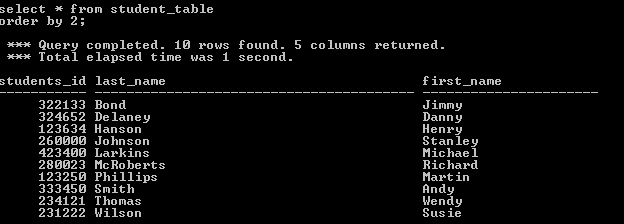 select * from student_table
order by 2;
*** Query completed. 10 rows found. 5 columns returned.
*** Total elapsed time was 1 second.
students_id last_name first_name
322133 Bond Jimmy
324652 Delaney Danny
123634 Hanson Henry
260000 Johnson Stanley
423400 Larkins Michael
280023 McRoberts Richard
123250 Phillips Martin
333450 Smith Andy
234121 Thomas Wendy
231222 Wilson Susie